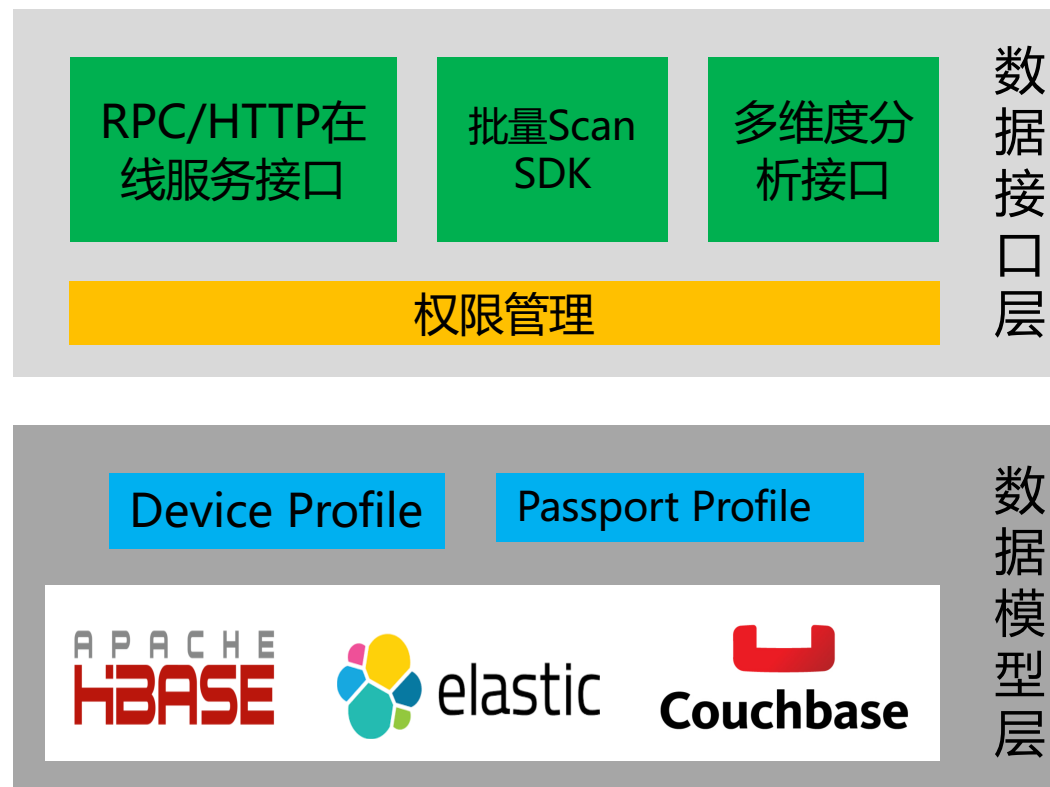 RPC/HTTP在
线服务接口
批量Scan
SDK
多维度分
析接口
权限管理
数
据
接
口
层
Device Profile
Passport Profile
APACHE
HBASE
elastic
Couchbase
数
据
模
型
层